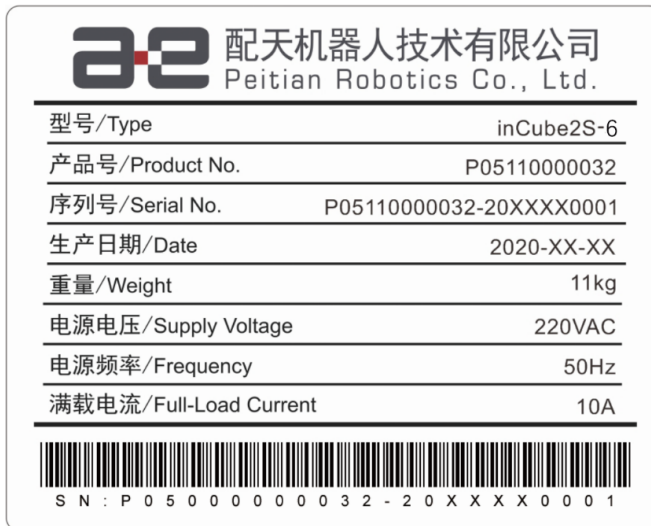 ae 配天机器人技术有限公司
Peitian Robotics Co., Ltd.
型号/Type inCube2S-6
产品号/Product No. P05110000032
序列号/Serial No. P05110000032-20XXXX0001
生产日期/Date 2020-XX-XX
重量/Weight 11kg
电源电压/Supply Voltage 220VAC
电源频率/Frequency 50Hz
满载电流/Full-Load Current 10A
SN:P05000000032-20XXXX0001